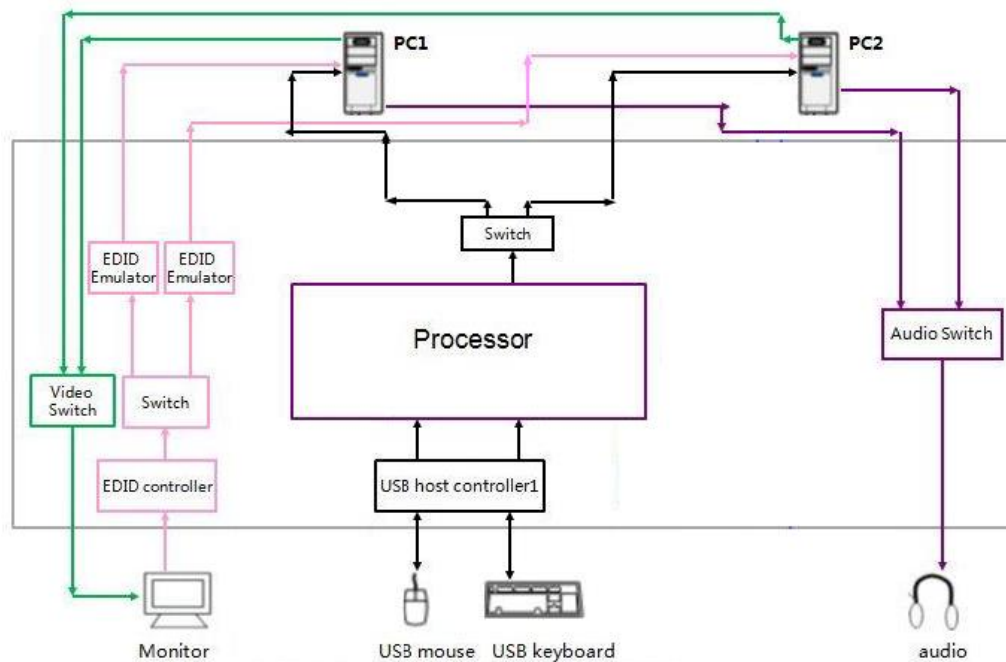 PC1
PC2
Switch
EDID
Emulator
EDID
Emulator
Processor
Audio Switch
Video
Switch
Switch
EDID controller
USB host controller1
Monitor
USB mouse
USB keyboard
audio